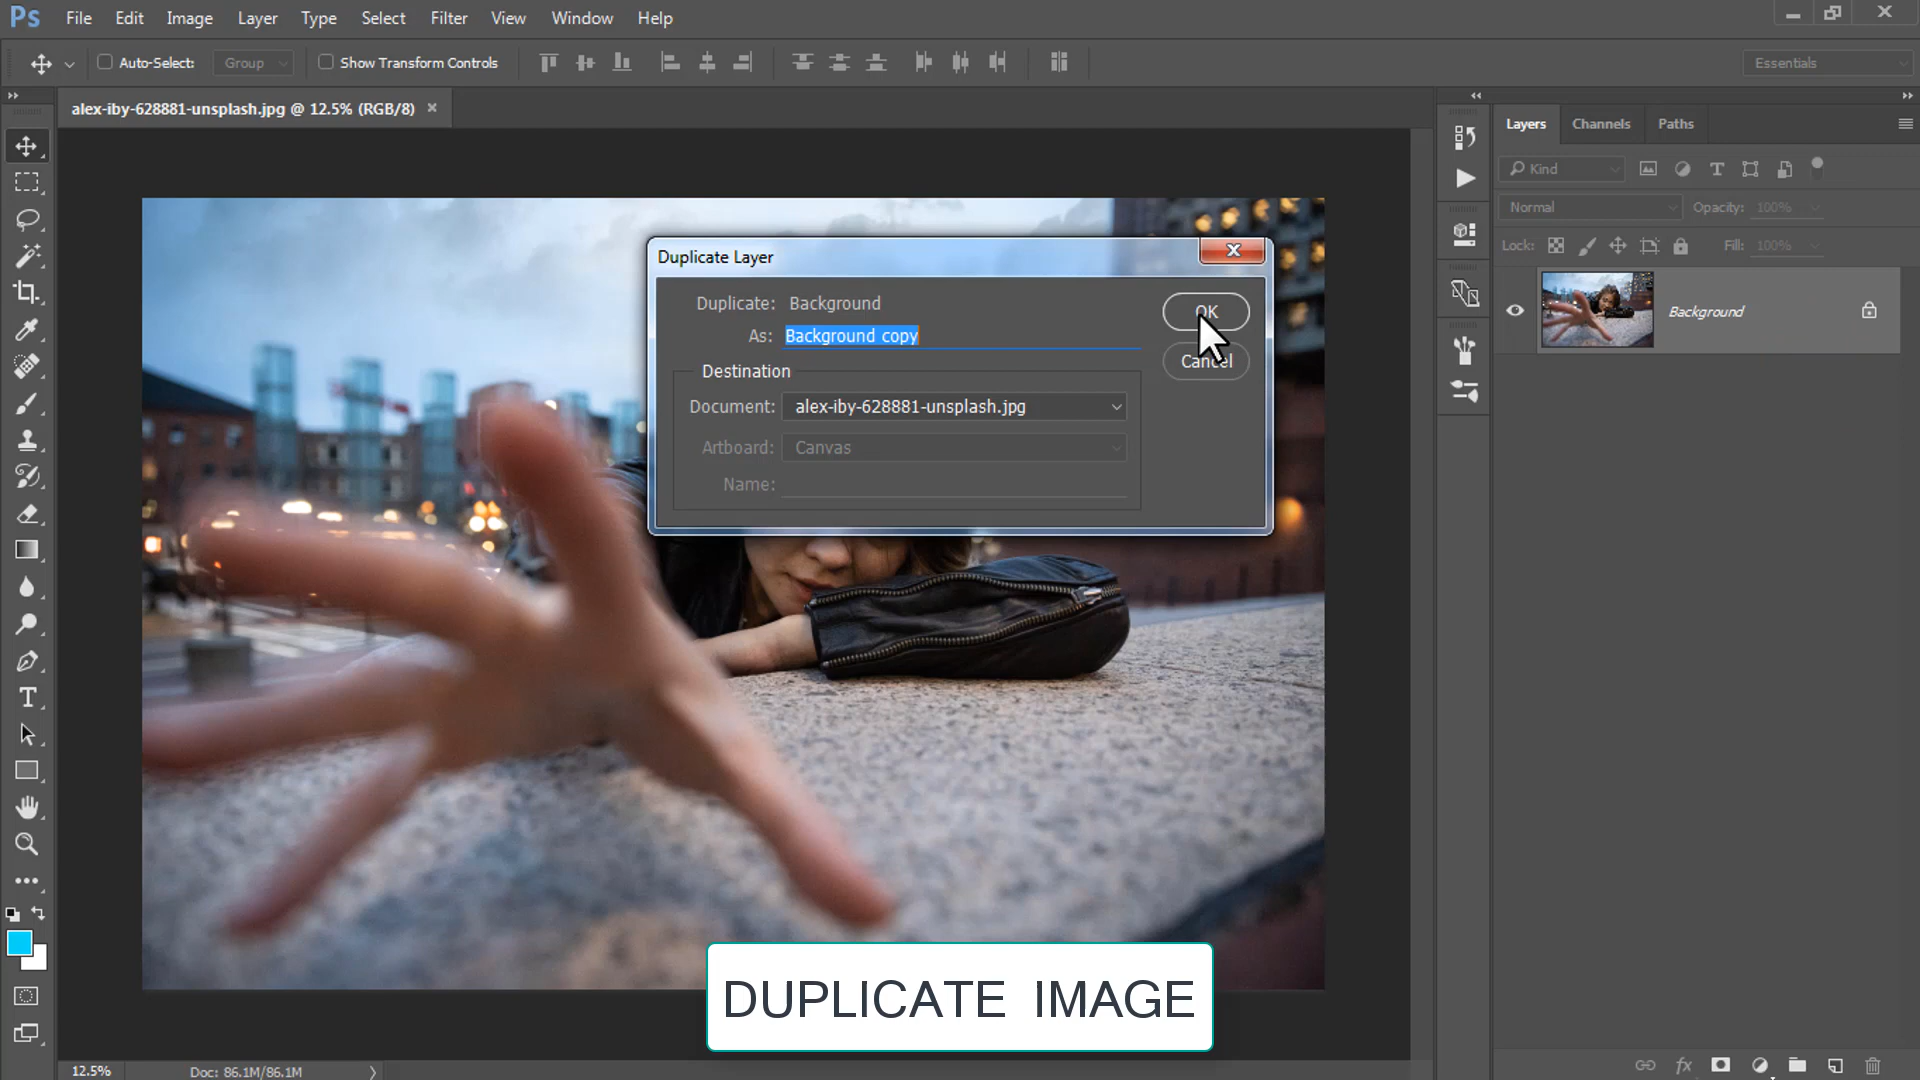 Ps File Edit Image Layer Type Select Filter View Window Help
Auto-Select: Group Show Transform Controls Essentials
alex-iby-628881-unsplash.jpg @ 12.5% (RGB/8)
Layers Channels Paths
Kind
Normal Opacity: 100%
Lock: Fill: 100%
Background
Duplicate Layer
Duplicate: Background
As: Background copy
OK
Cancel
Destination
Document: alex-iby-628881-unsplash.jpg
Artboard: Canvas
Name:
DUPLICATE IMAGE
12.5% Doc: 86.1M/86.1M